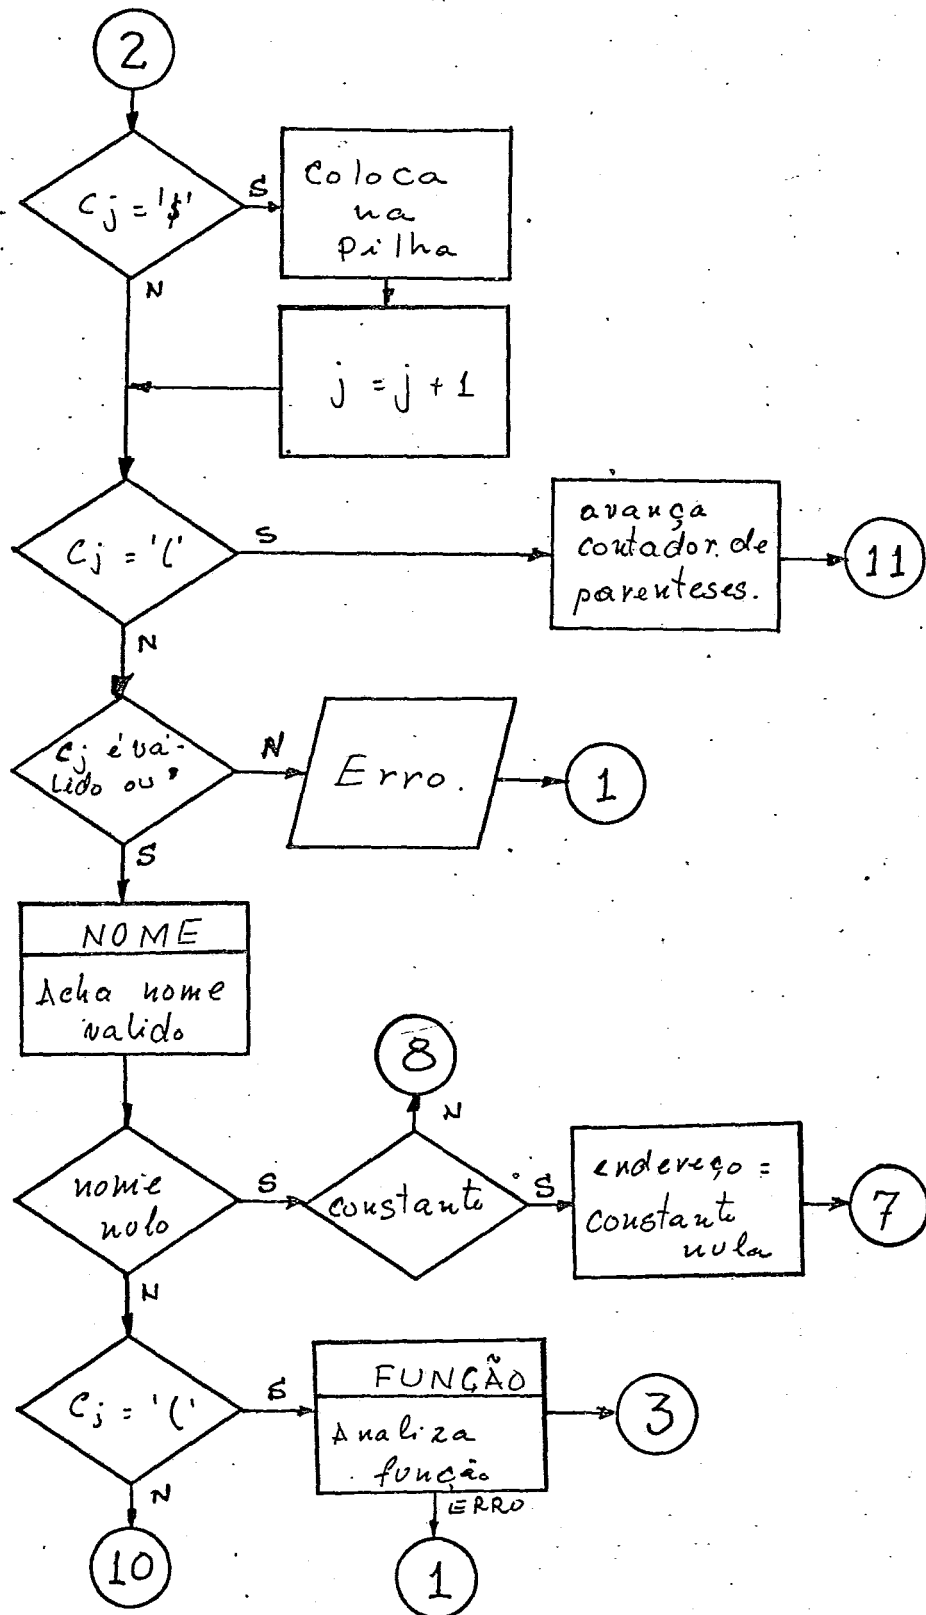 2
Cj = '$'
S
Coloca
na
Pilha
N
j = j + 1
Cj = '('
S
avança
contador de
parenteses.
11
N
Cj é vá-
lido ou '
N
Erro.
1
S
NOME
Acha nome
valido
8
N
nome
nulo
S
constante
S
endereço =
constante
nula
7
N
Cj = '('
S
FUNÇÃO
Analiza
função
3
N
ERRO
10
1